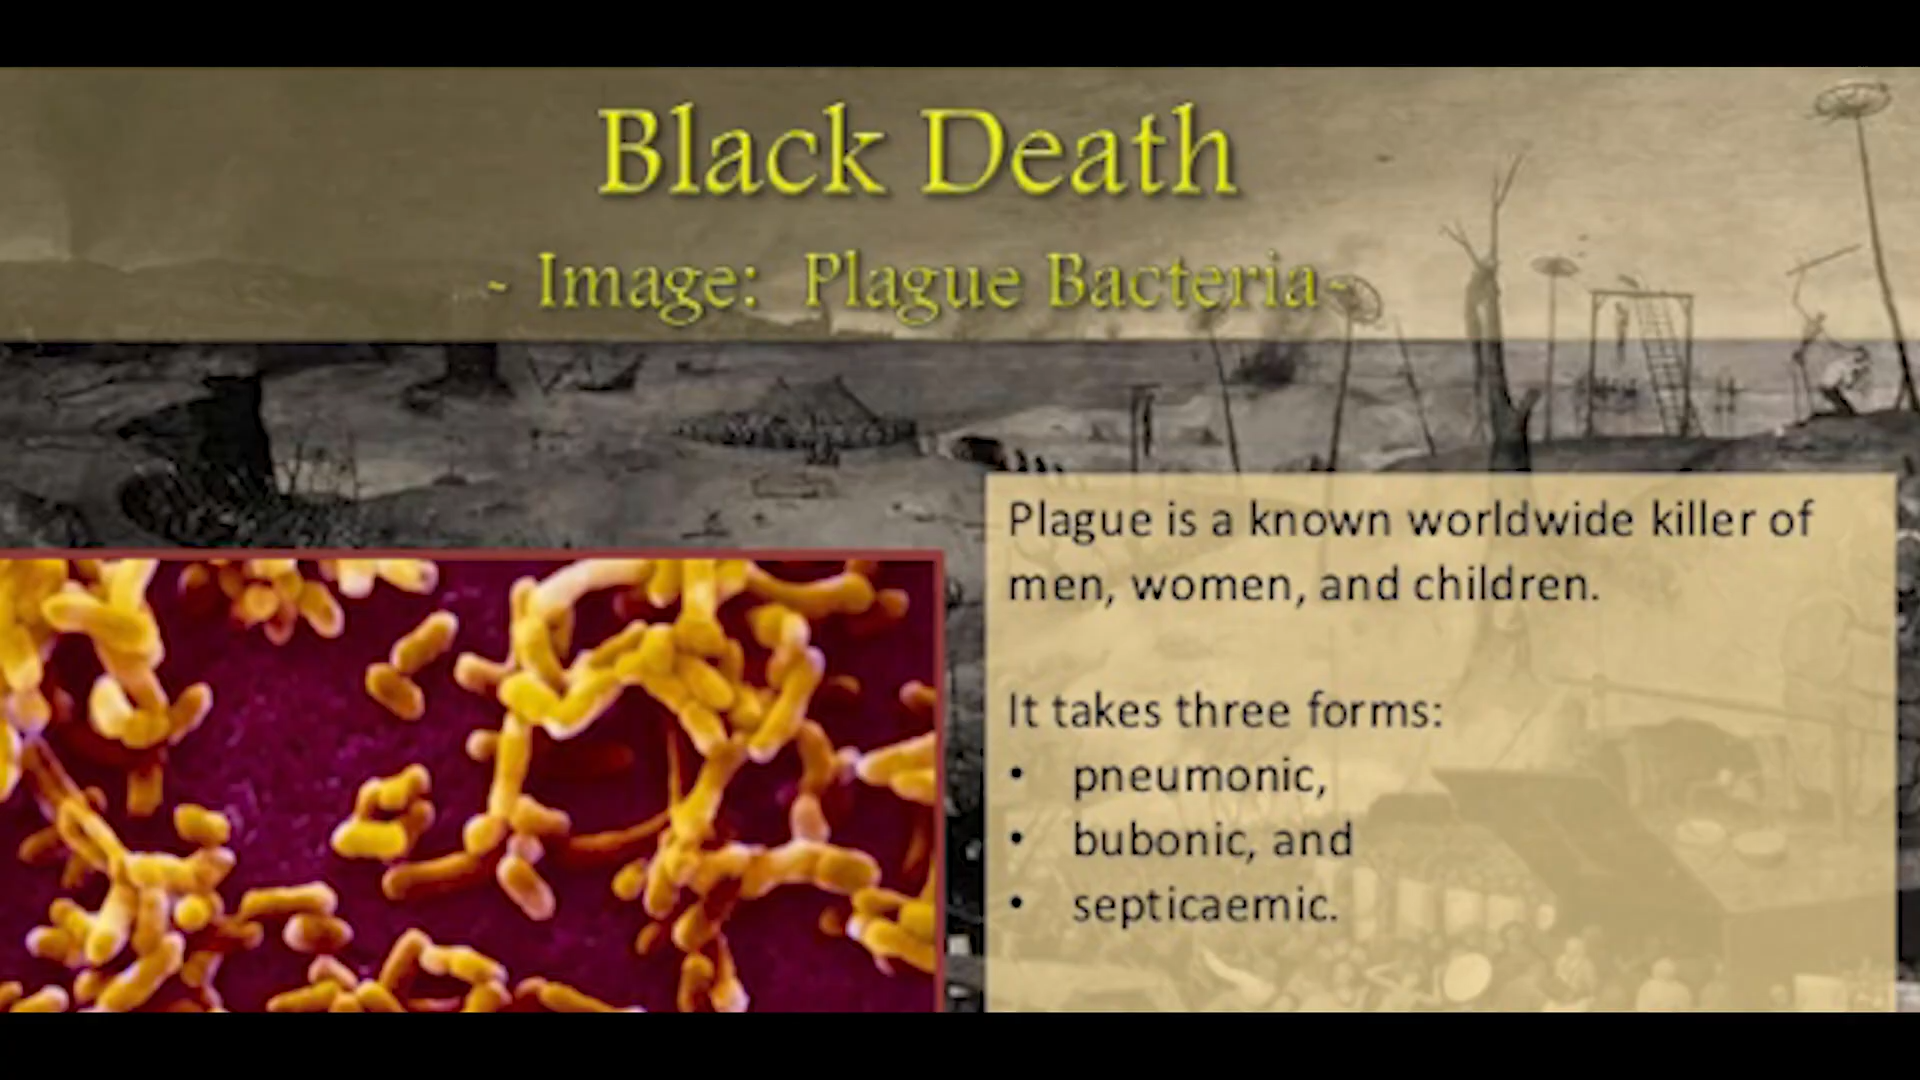 Black Death
~ Image: Plague Bacteria~
Plague is a known worldwide killer of
men, women, and children.
It takes three forms:
• pneumonic,
• bubonic, and
• septicaemic.